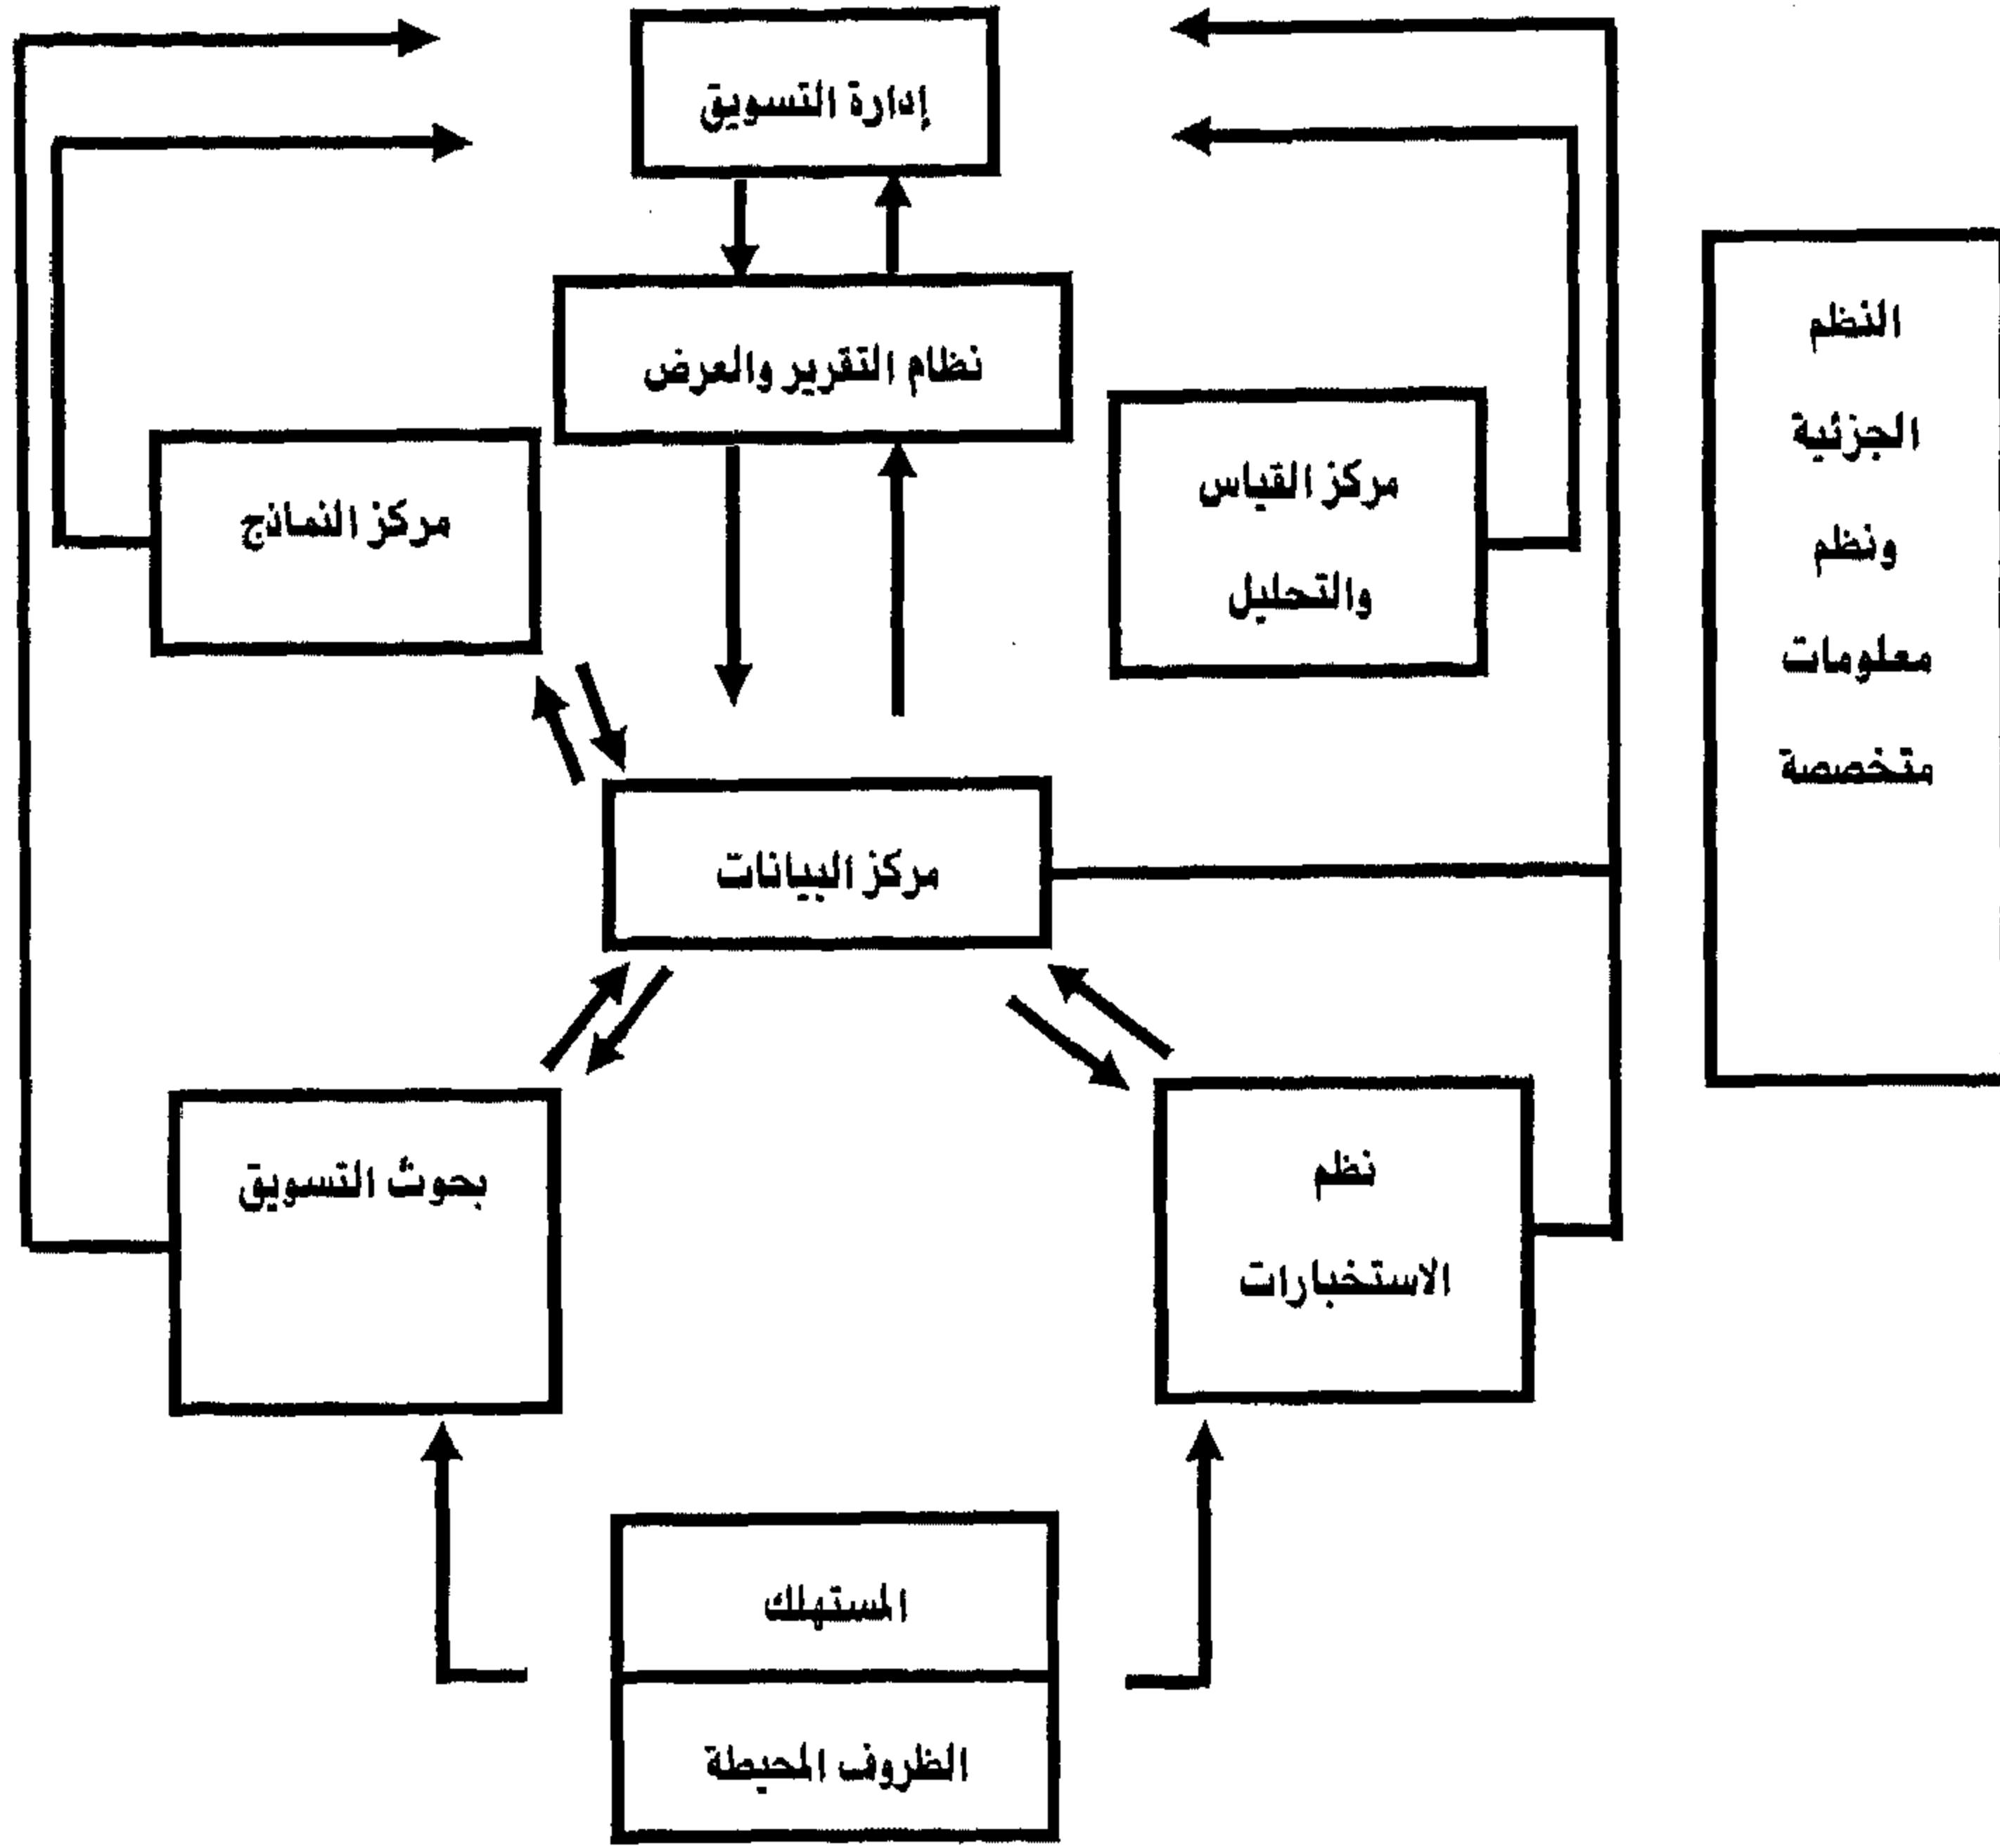 إدارة التسويق
نظام التقرير والعرض
مركز القياس
والتحليل
مركز النماذج
النظم
الجزئية
ونظم
معلومات
متخصصة
مركز البيانات
نظم
الاستخبارات
بحوث التسويق
المستهلك
الظروف المحيطة